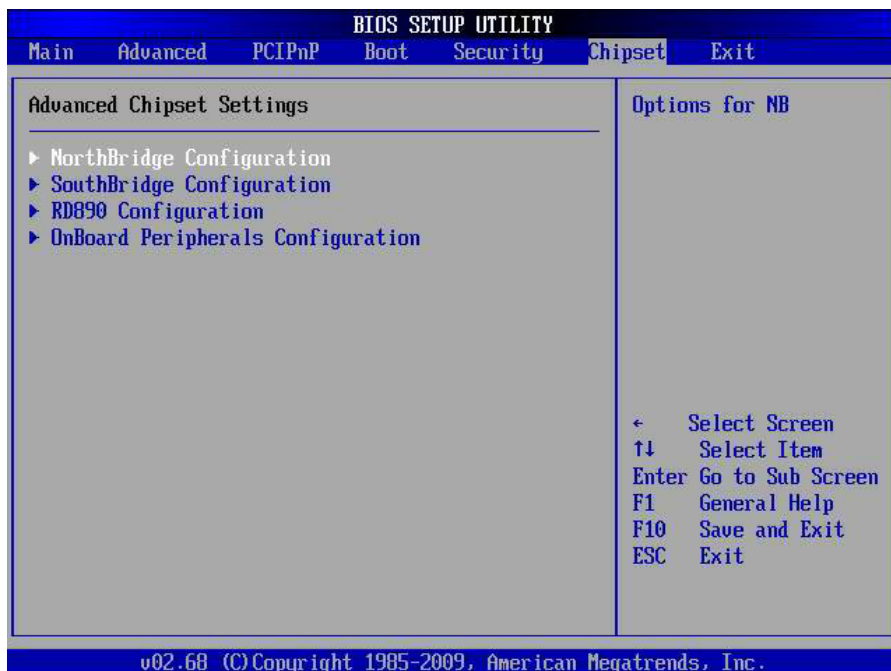 BIOS SETUP UTILITY
Main Advanced PCIPnP Boot Security Chipset Exit
Advanced Chipset Settings
NorthBridge Configuration
SouthBridge Configuration
RD890 Configuration
OnBoard Peripherals Configuration
Options for NB
← Select Screen
↑↓ Select Item
Enter Go to Sub Screen
F1 General Help
F10 Save and Exit
ESC Exit
v02.68 (C)Copyright 1985-2009, American Megatrends, Inc.